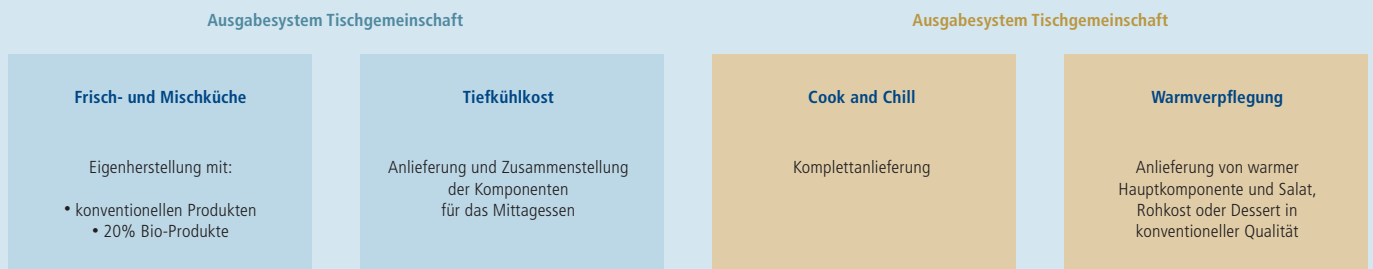 Ausgabesystem Tischgemeinschaft
Ausgabesystem Tischgemeinschaft
Frisch- und Mischküche
Eigenherstellung mit:
• konventionellen Produkten
• 20% Bio-Produkte
Tiefkühlkost
Anlieferung und Zusammenstellung
der Komponenten
für das Mittagessen
Cook and Chill
Komplettanlieferung
Warmverpflegung
Anlieferung von warmer
Hauptkomponente und Salat,
Rohkost oder Dessert in
konventioneller Qualität